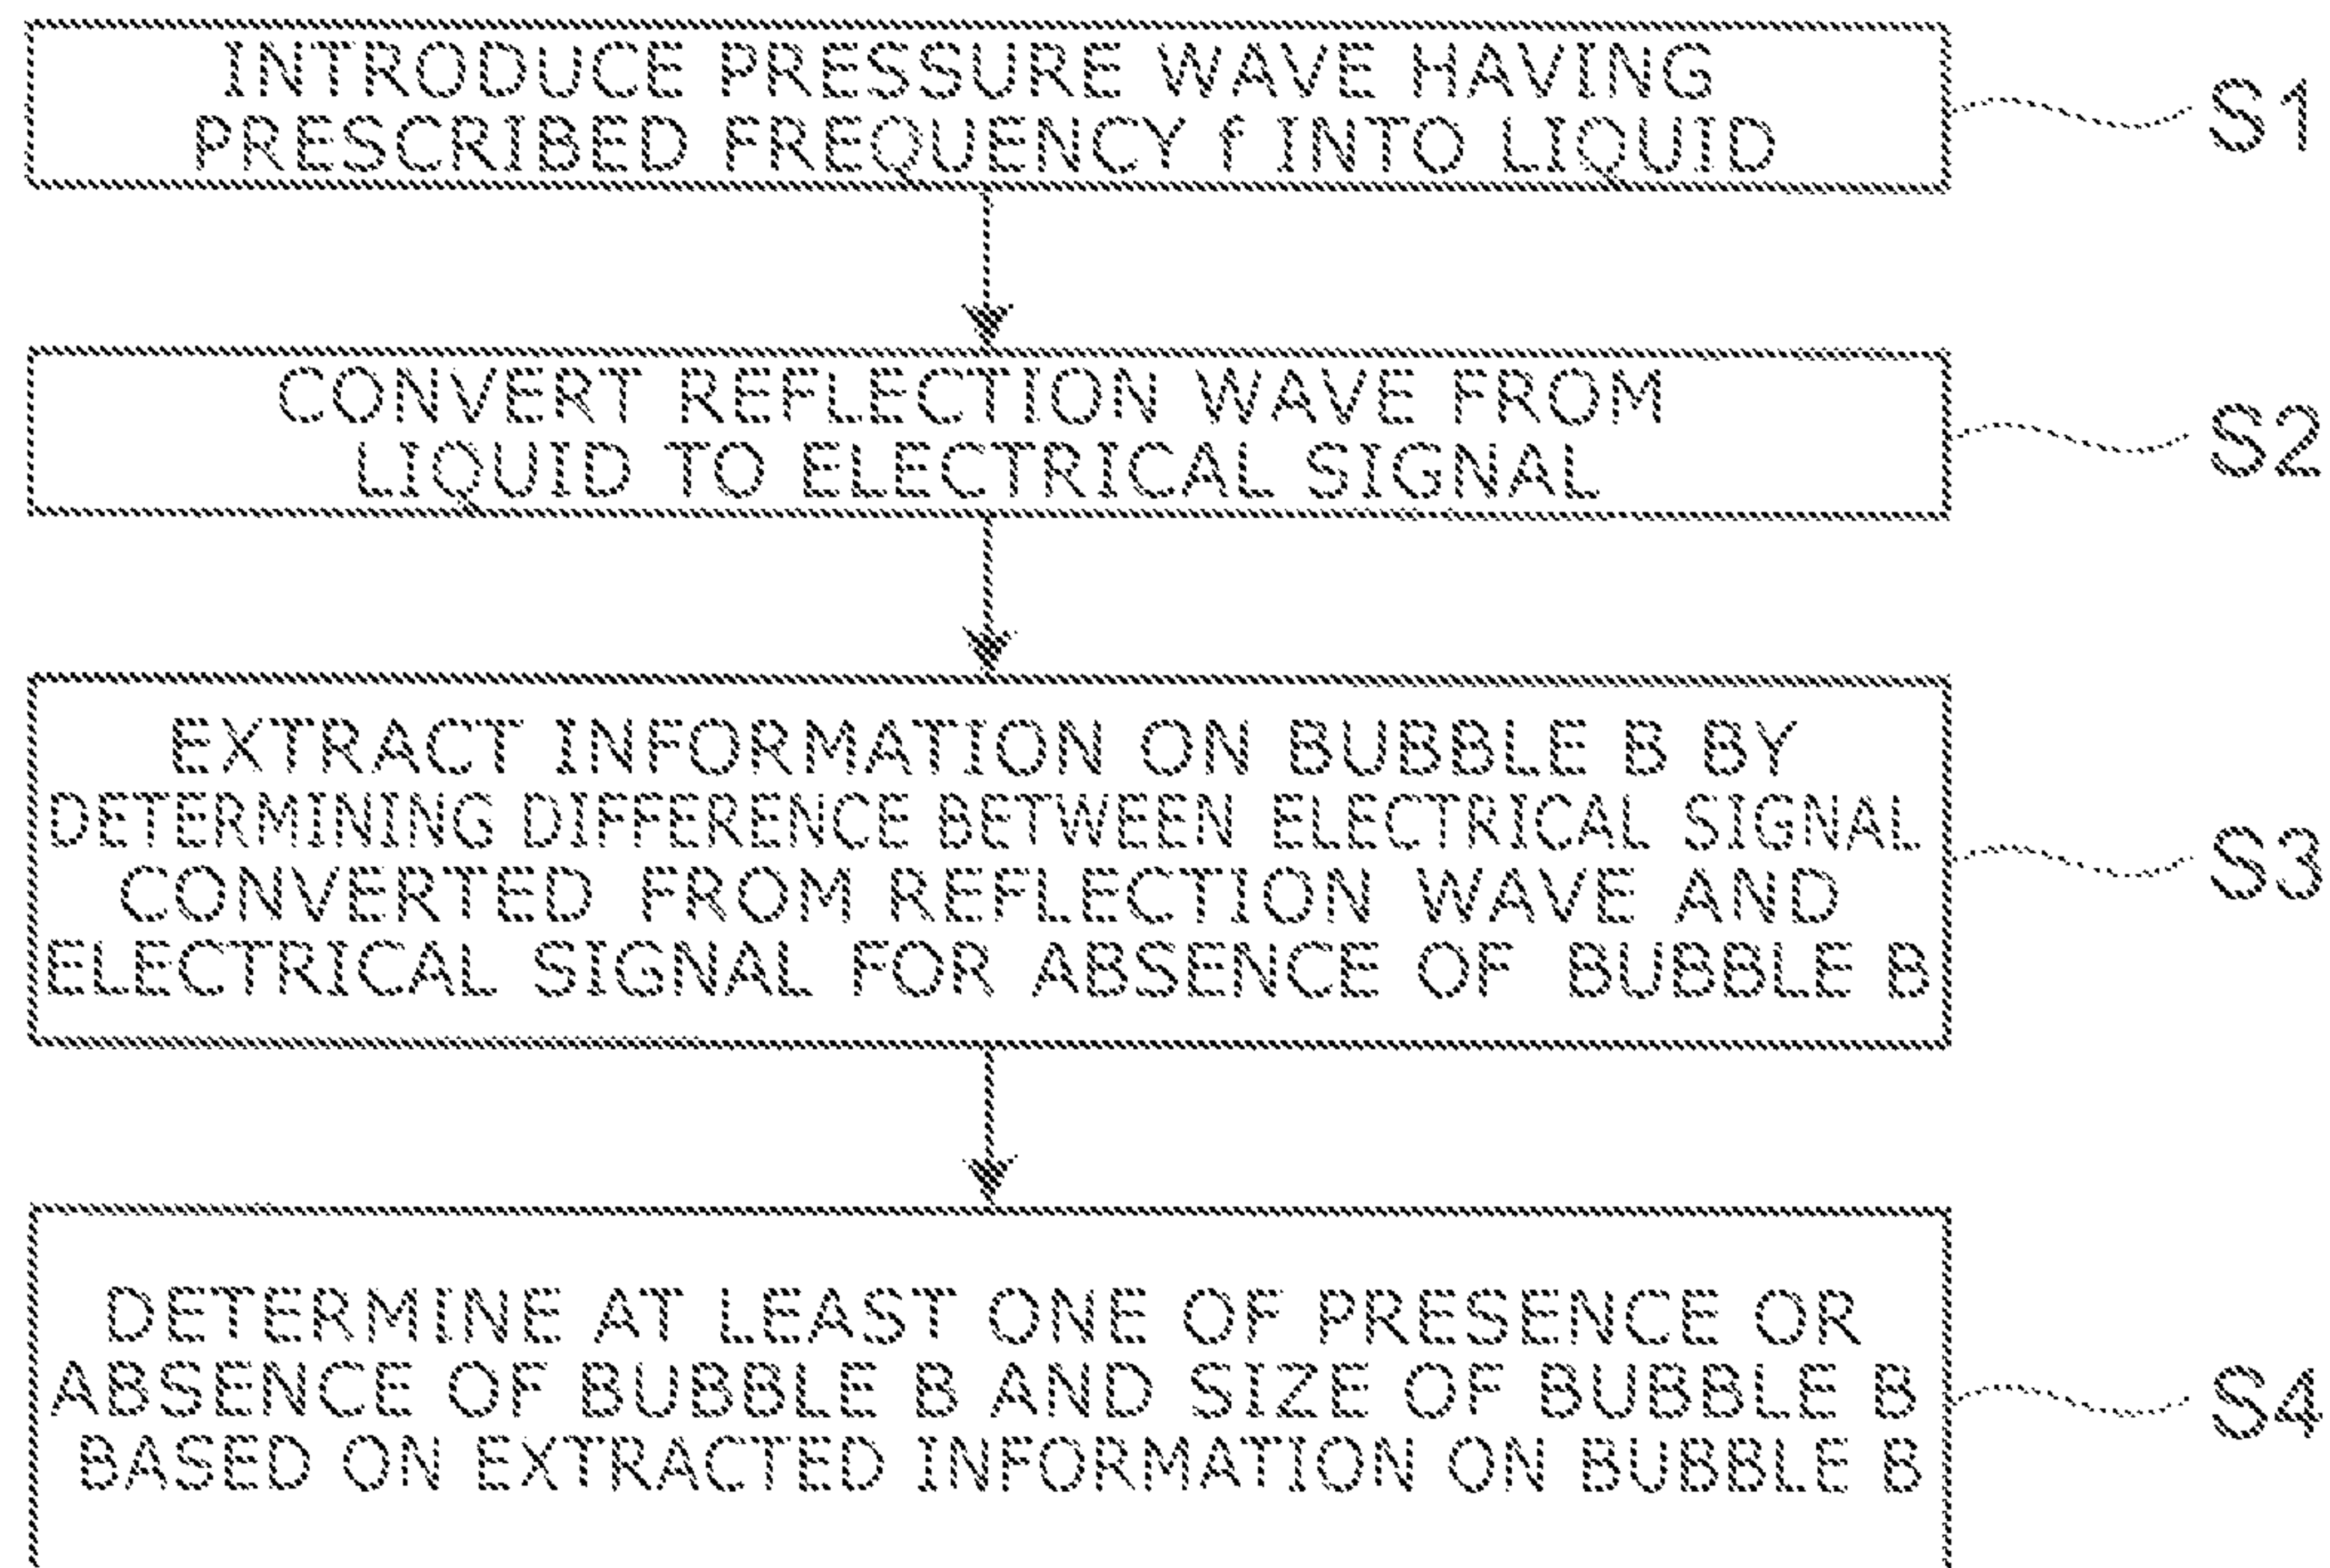 INTRODUCE PRESSURE WAVE HAVING
PRESCRIBED FREQUENCY f INTO LIQUID
S1
CONVERT REFLECTION WAVE FROM
LIQUID TO ELECTRICAL SIGNAL
S2
EXTRACT INFORMATION ON BUBBLE B BY
DETERMINING DIFFERENCE BETWEEN ELECTRICAL SIGNAL
CONVERTED FROM REFLECTION WAVE AND
ELECTRICAL SIGNAL FOR ABSENCE OF BUBBLE B
S3
DETERMINE AT LEAST ONE OF PRESENCE OR
ABSENCE OF BUBBLE B AND SIZE OF BUBBLE B
BASED ON EXTRACTED INFORMATION ON BUBBLE B
S4